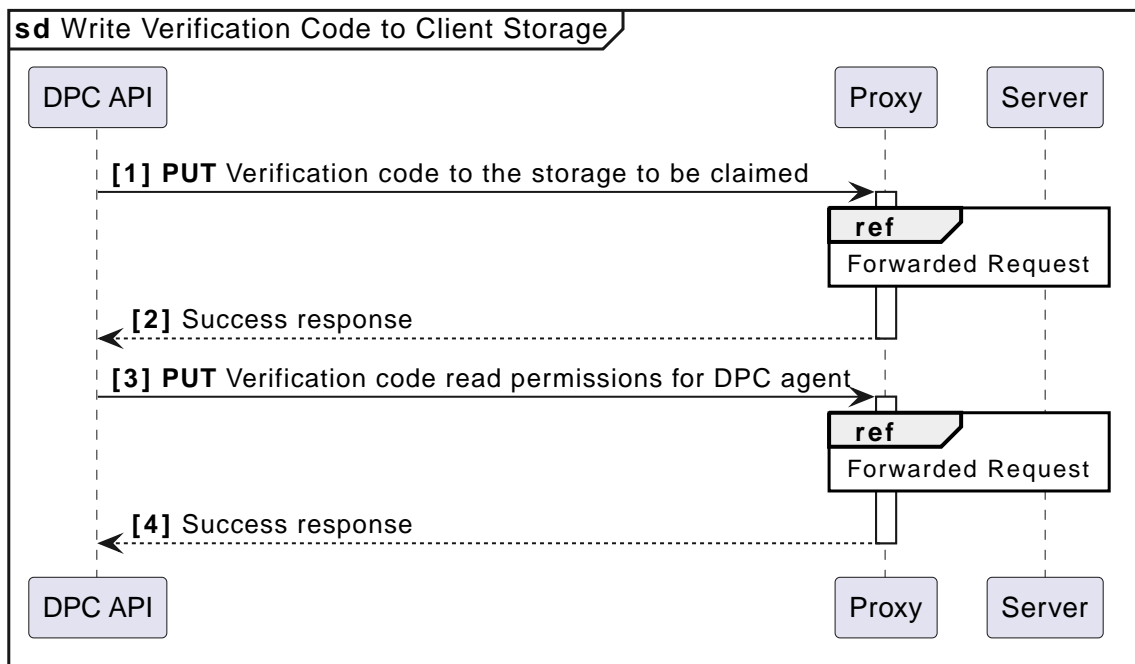 sd Write Verification Code to Client Storage
DPC API
Proxy
Server
[1] PUT Verification code to the storage to be claimed
ref
Forwarded Request
[2] Success response
[3] PUT Verification code read permissions for DPC agent
ref
Forwarded Request
[4] Success response
DPC API
Proxy
Server